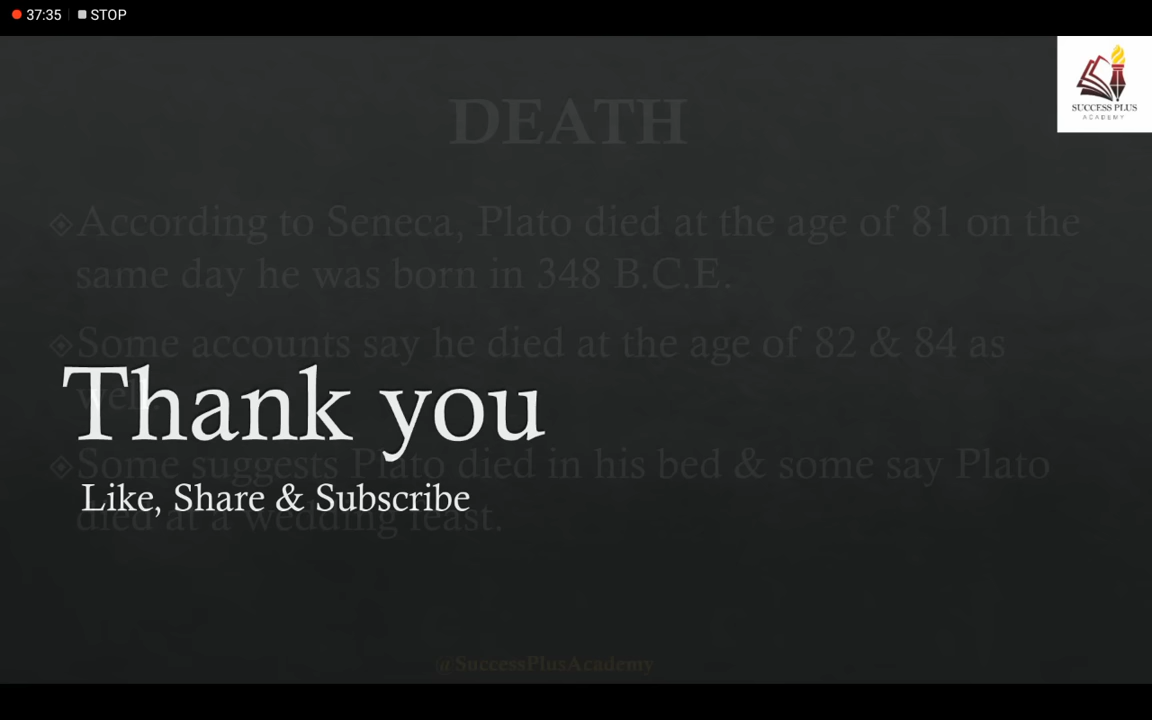 37:35 STOP
SUCCESS PLUS
ACADEMY
DEATH
According to Seneca, Plato died at the age of 81 on the
same day he was born in 348 B.C.E.
Some accounts say he died at the age of 82 & 84 as
well.
Thank you
Some suggests Plato died in his bed & some say Plato
Like, Share & Subscribe
died at a wedding feast.
@SuccessPlusAcademy